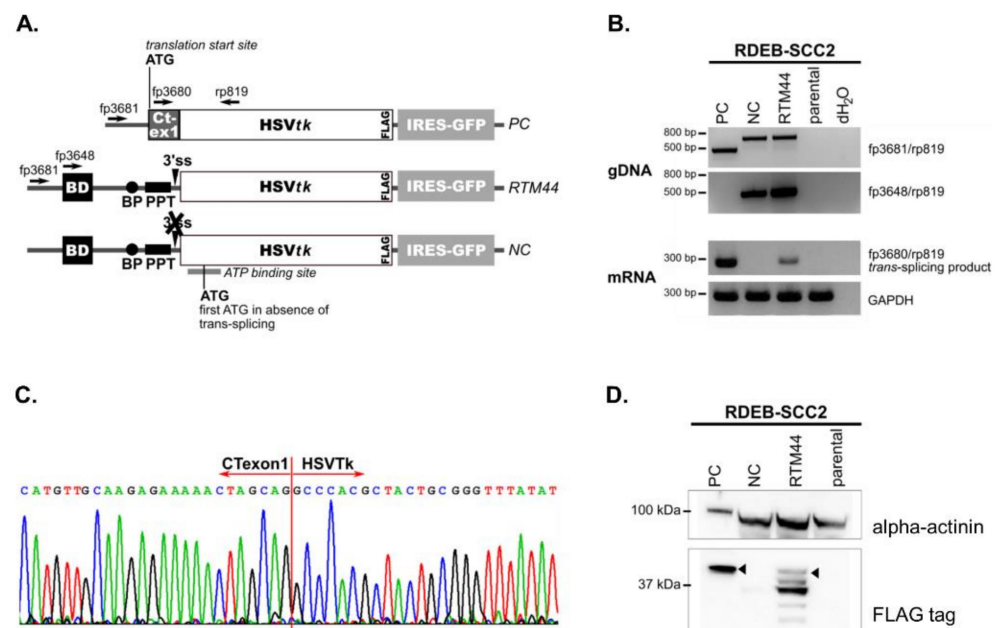 A.
translation start site
ATG
fp3681
fp3680
rp819
Ct-
ex1
HSVtk
FLAG
IRES-GFP
PC
fp3681
fp3648
3'ss
BD
BP PPT
HSVtk
FLAG
IRES-GFP
RTM44
3'ss
BD
BP PPT
HSVtk
FLAG
IRES-GFP
NC
ATP binding site
ATG
first ATG in absence of
trans-splicing
B.
RDEB-SCC2
PC NC RTM44 parental dH2O
gDNA
800 bp
500 bp
fp3681/rp819
800 bp
500 bp
fp3648/rp819
mRNA
300 bp
fp3680/rp819
trans-splicing product
300 bp
GAPDH
C.
CTexon1 HSVTk
CATGTTGCAAGAGAAAAACTAGCAGGCCCACGCTACTGCGGGTTTATAT
D.
RDEB-SCC2
PC NC RTM44 parental
100 kDa
alpha-actinin
37 kDa
FLAG tag